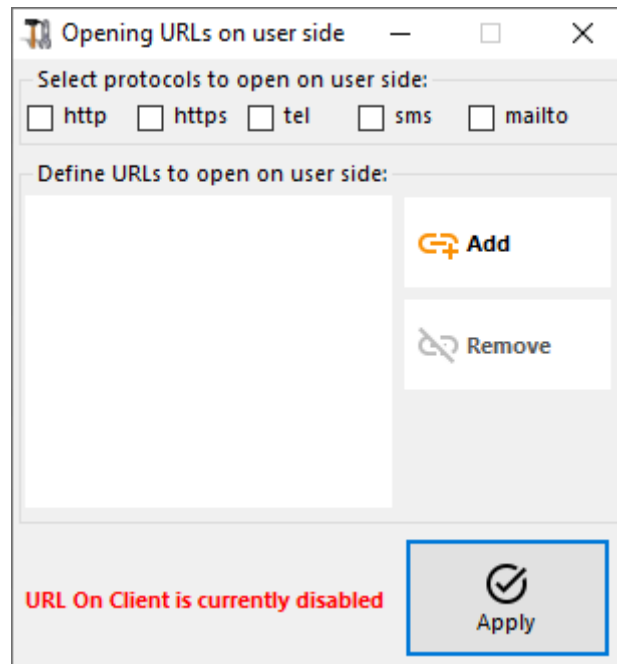 Opening URLs on user side
Select protocols to open on user side:
http https tel sms mailto
Define URLs to open on user side:
Add
Remove
URL On Client is currently disabled
Apply